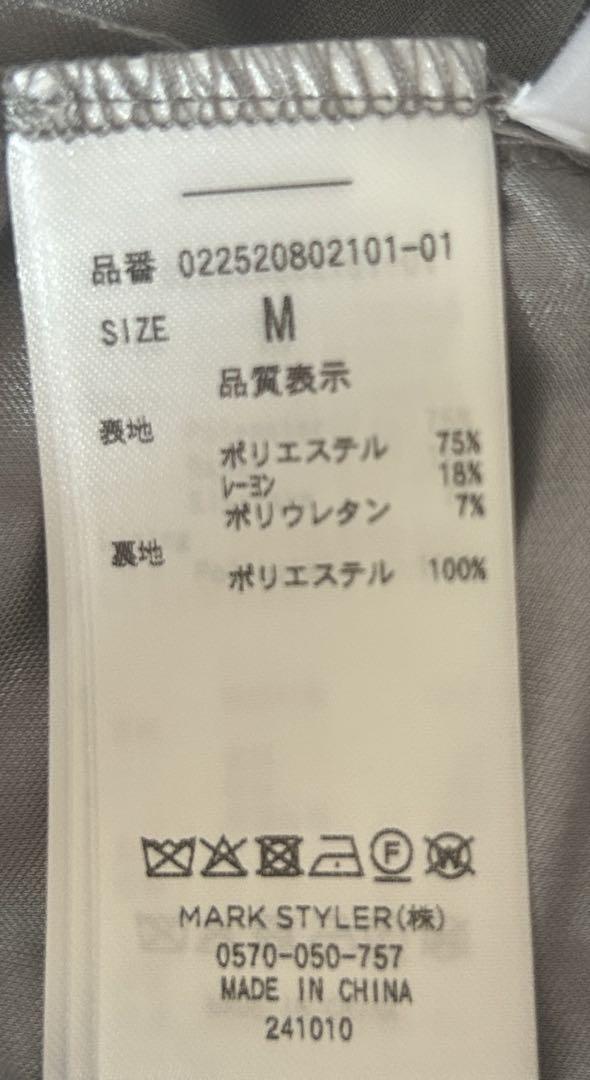 品番 022520802101-01
SIZE M
品質表示
表地
ポリエステル 75%
レーヨン 18%
ポリウレタン 7%
裏地
ポリエステル 100%
F W
MARK STYLER(株)
0570-050-757
MADE IN CHINA
241010